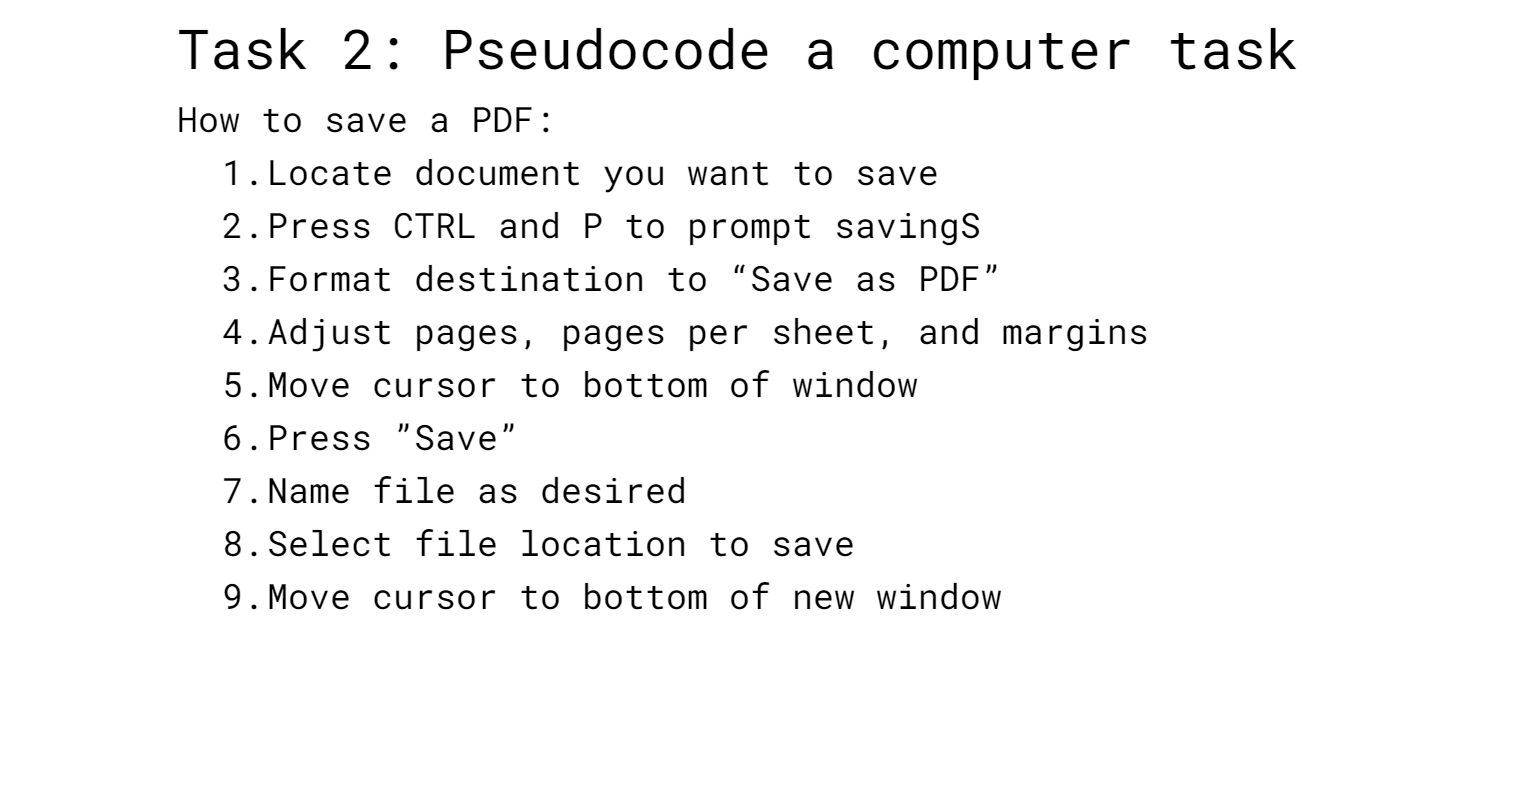 Task 2: Pseudocode a computer task
How to save a PDF:
1.Locate document you want to save
2.Press CTRL and P to prompt savingS
3.Format destination to “Save as PDF”
4.Adjust pages, pages per sheet, and margins
5.Move cursor to bottom of window
6.Press ”Save”
7.Name file as desired
8.Select file location to save
9.Move cursor to bottom of new window